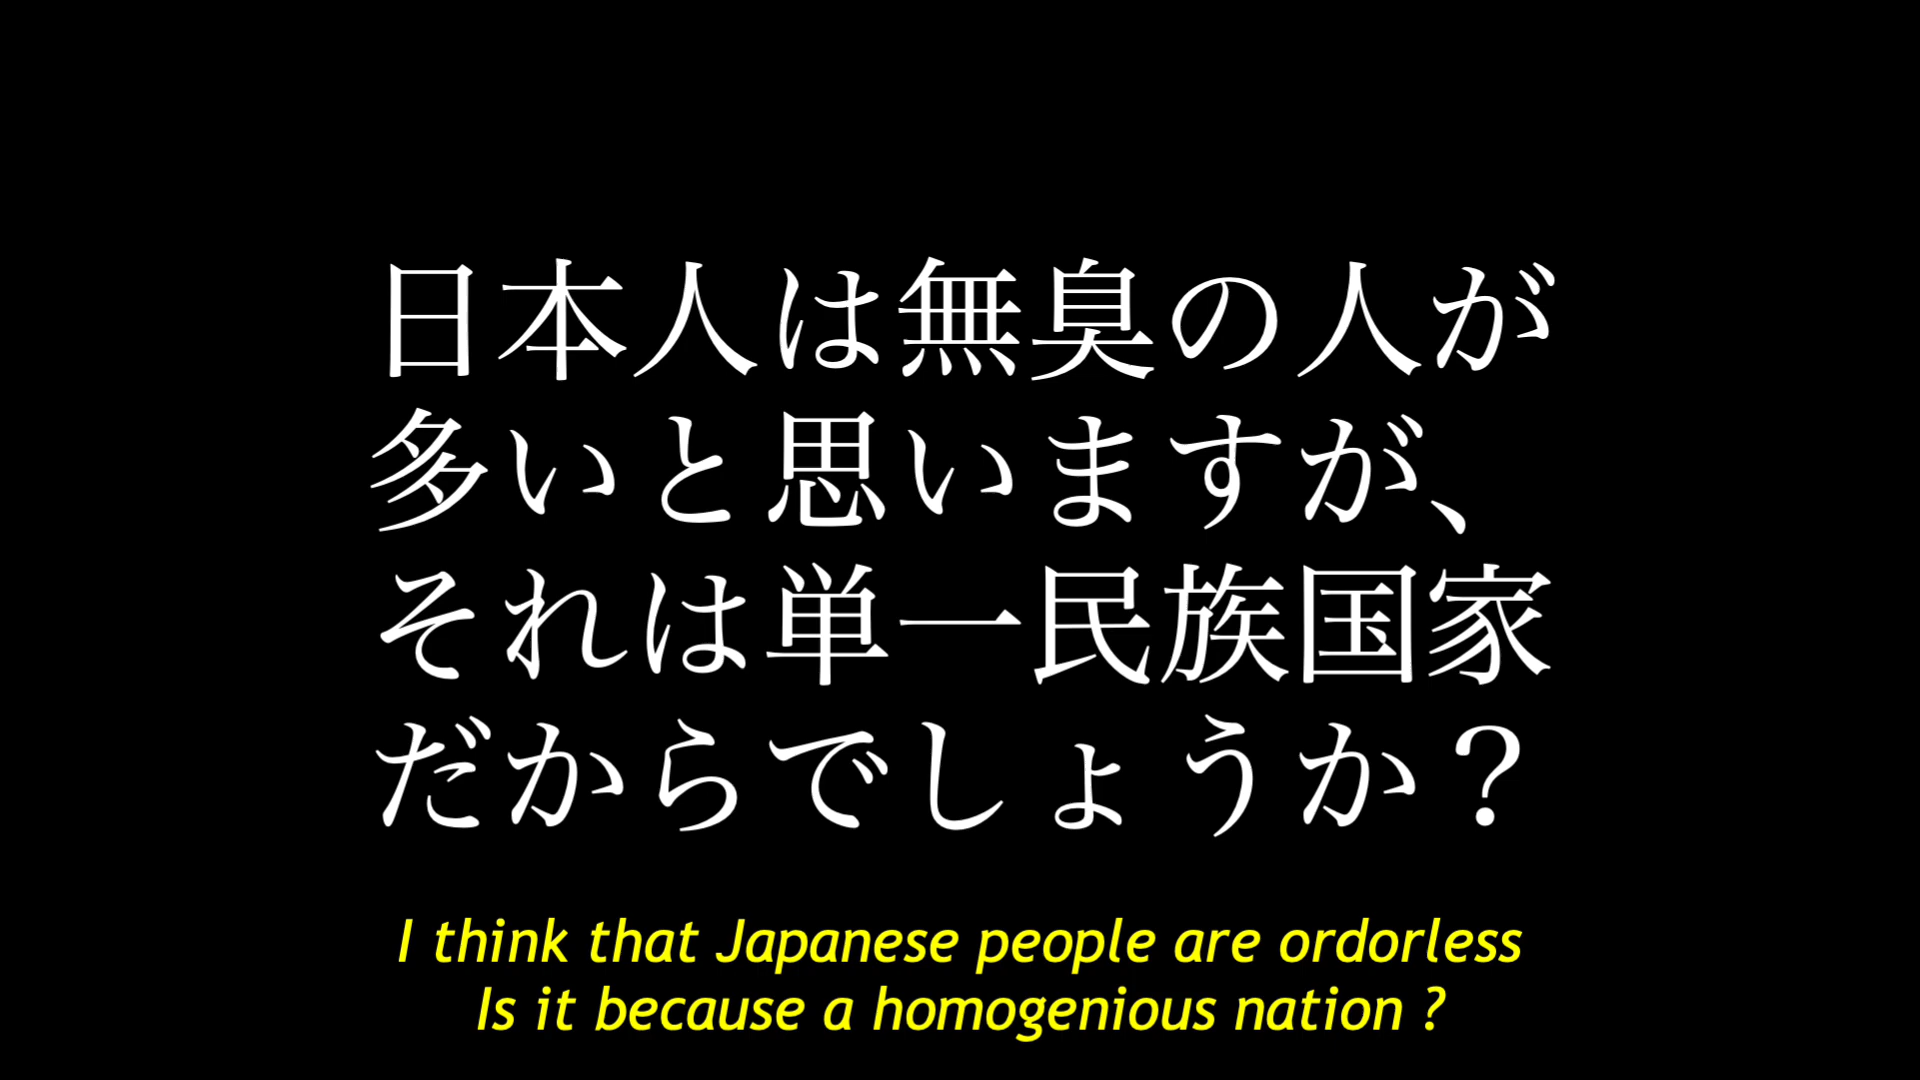 日本人は無臭の人が
多いと思いますが、
それは単一民族国家
だからでしょうか？
I think that Japanese people are ordorless
Is it because a homogenious nation ?